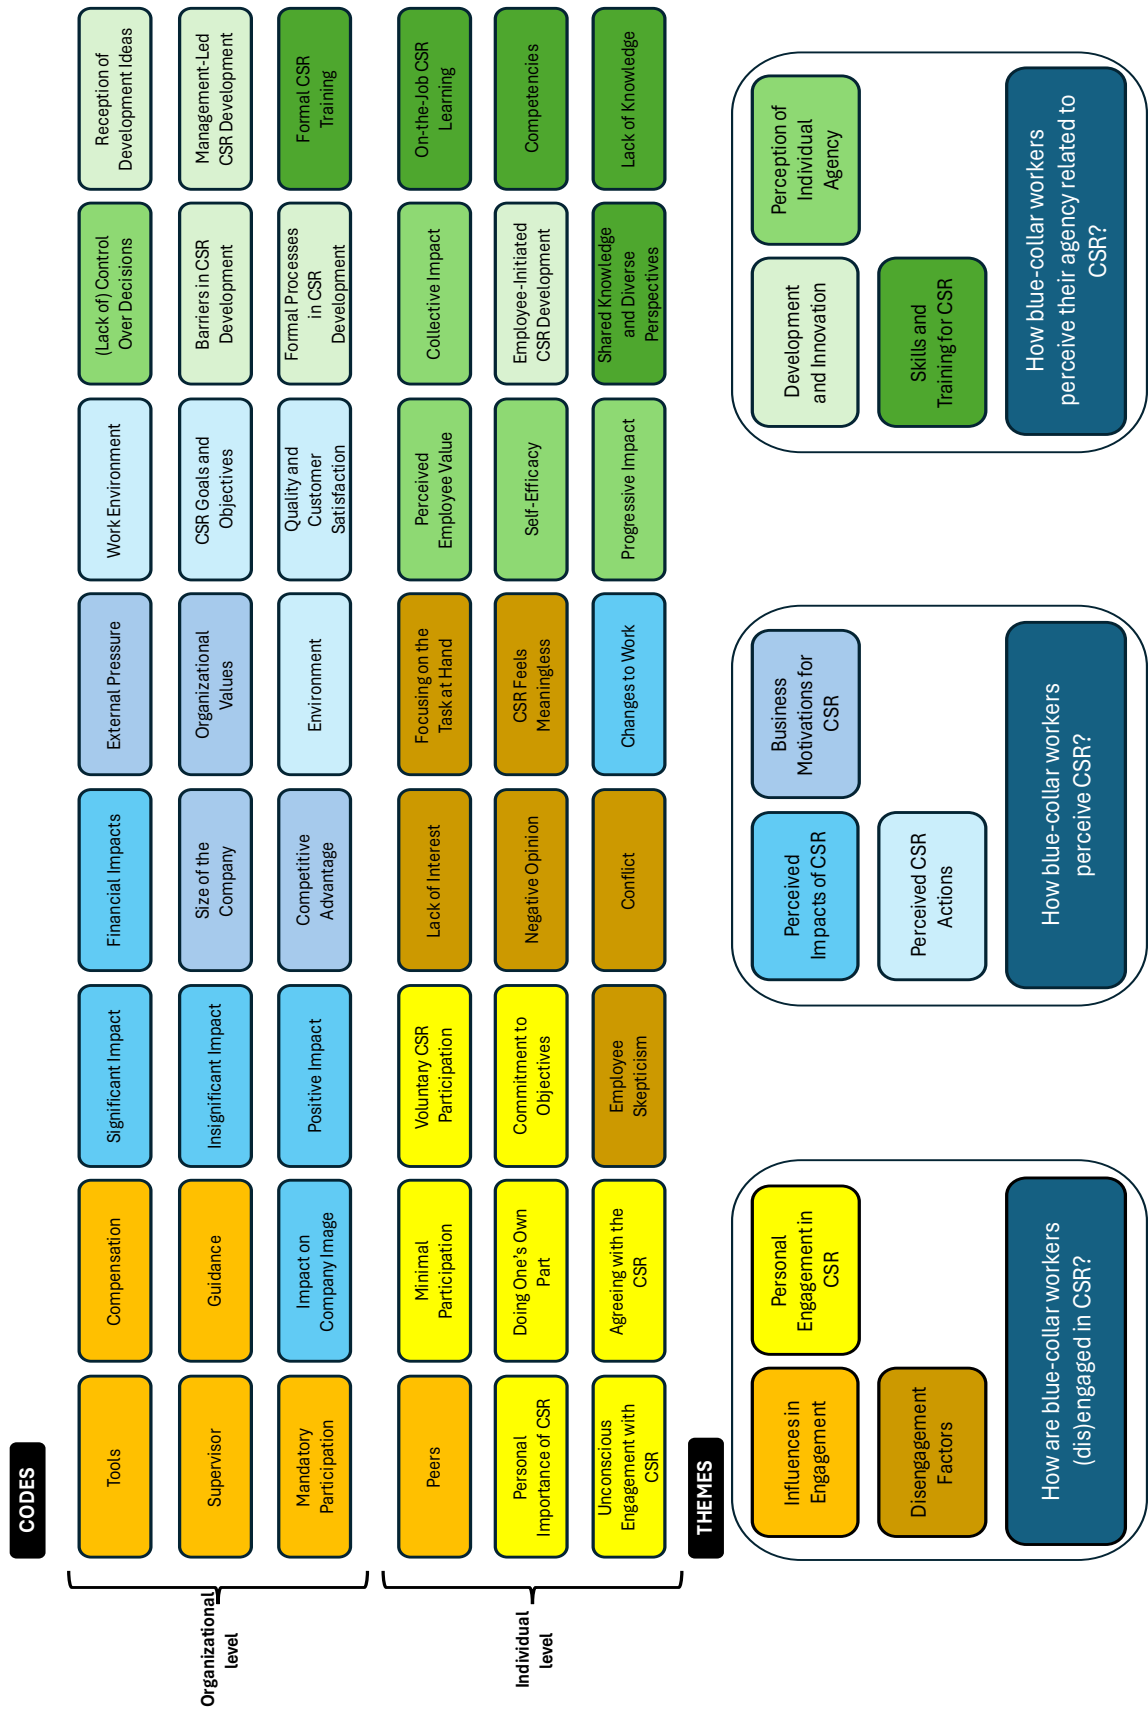 CODES
Organizational
level
Tools
Compensation
Significant Impact
Financial Impacts
External Pressure
Work Environment
(Lack of) Control
Over Decisions
Reception of
Development Ideas
Supervisor
Guidance
Insignificant Impact
Size of the
Company
Organizational
Values
CSR Goals and
Objectives
Barriers in CSR
Development
Management-Led
CSR Development
Mandatory
Participation
Impact on
Company Image
Positive Impact
Competitive
Advantage
Environment
Quality and
Customer
Satisfaction
Formal Processes
in CSR
Development
Formal CSR
Training
Individual
level
Peers
Minimal
Participation
Voluntary CSR
Participation
Lack of Interest
Focusing on the
Task at Hand
Perceived
Employee Value
Collective Impact
On-the-Job CSR
Learning
Personal
Importance of CSR
Doing One's Own
Part
Commitment to
Objectives
Negative Opinion
CSR Feels
Meaningless
Self-Efficacy
Employee-Initiated
CSR Development
Competencies
Unconscious
Engagement with
CSR
Agreeing with the
CSR
Employee
Skepticism
Conflict
Changes to Work
Progressive Impact
Shared Knowledge
and Diverse
Perspectives
Lack of Knowledge
THEMES
Influences in
Engagement
Personal
Engagement in
CSR
Disengagement
Factors
How are blue-collar workers
(dis)engaged in CSR?
Perceived
Impacts of CSR
Business
Motivations for
CSR
Perceived CSR
Actions
How blue-collar workers
perceive CSR?
Development
and Innovation
Perception of
Individual
Agency
Skills and
Training for CSR
How blue-collar workers
perceive their agency related to
CSR?